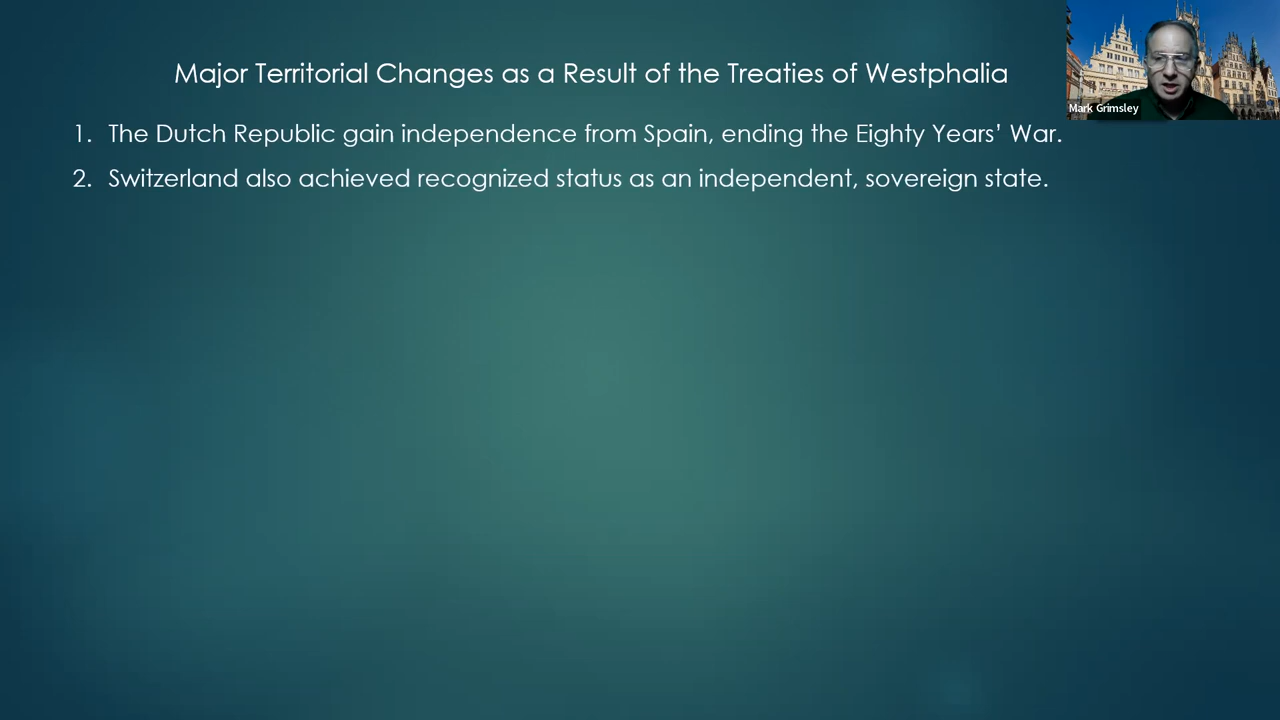 Major Territorial Changes as a Result of the Treaties of Westphalia
Mark Grimsley
1. The Dutch Republic gain independence from Spain, ending the Eighty Years’ War.
2. Switzerland also achieved recognized status as an independent, sovereign state.